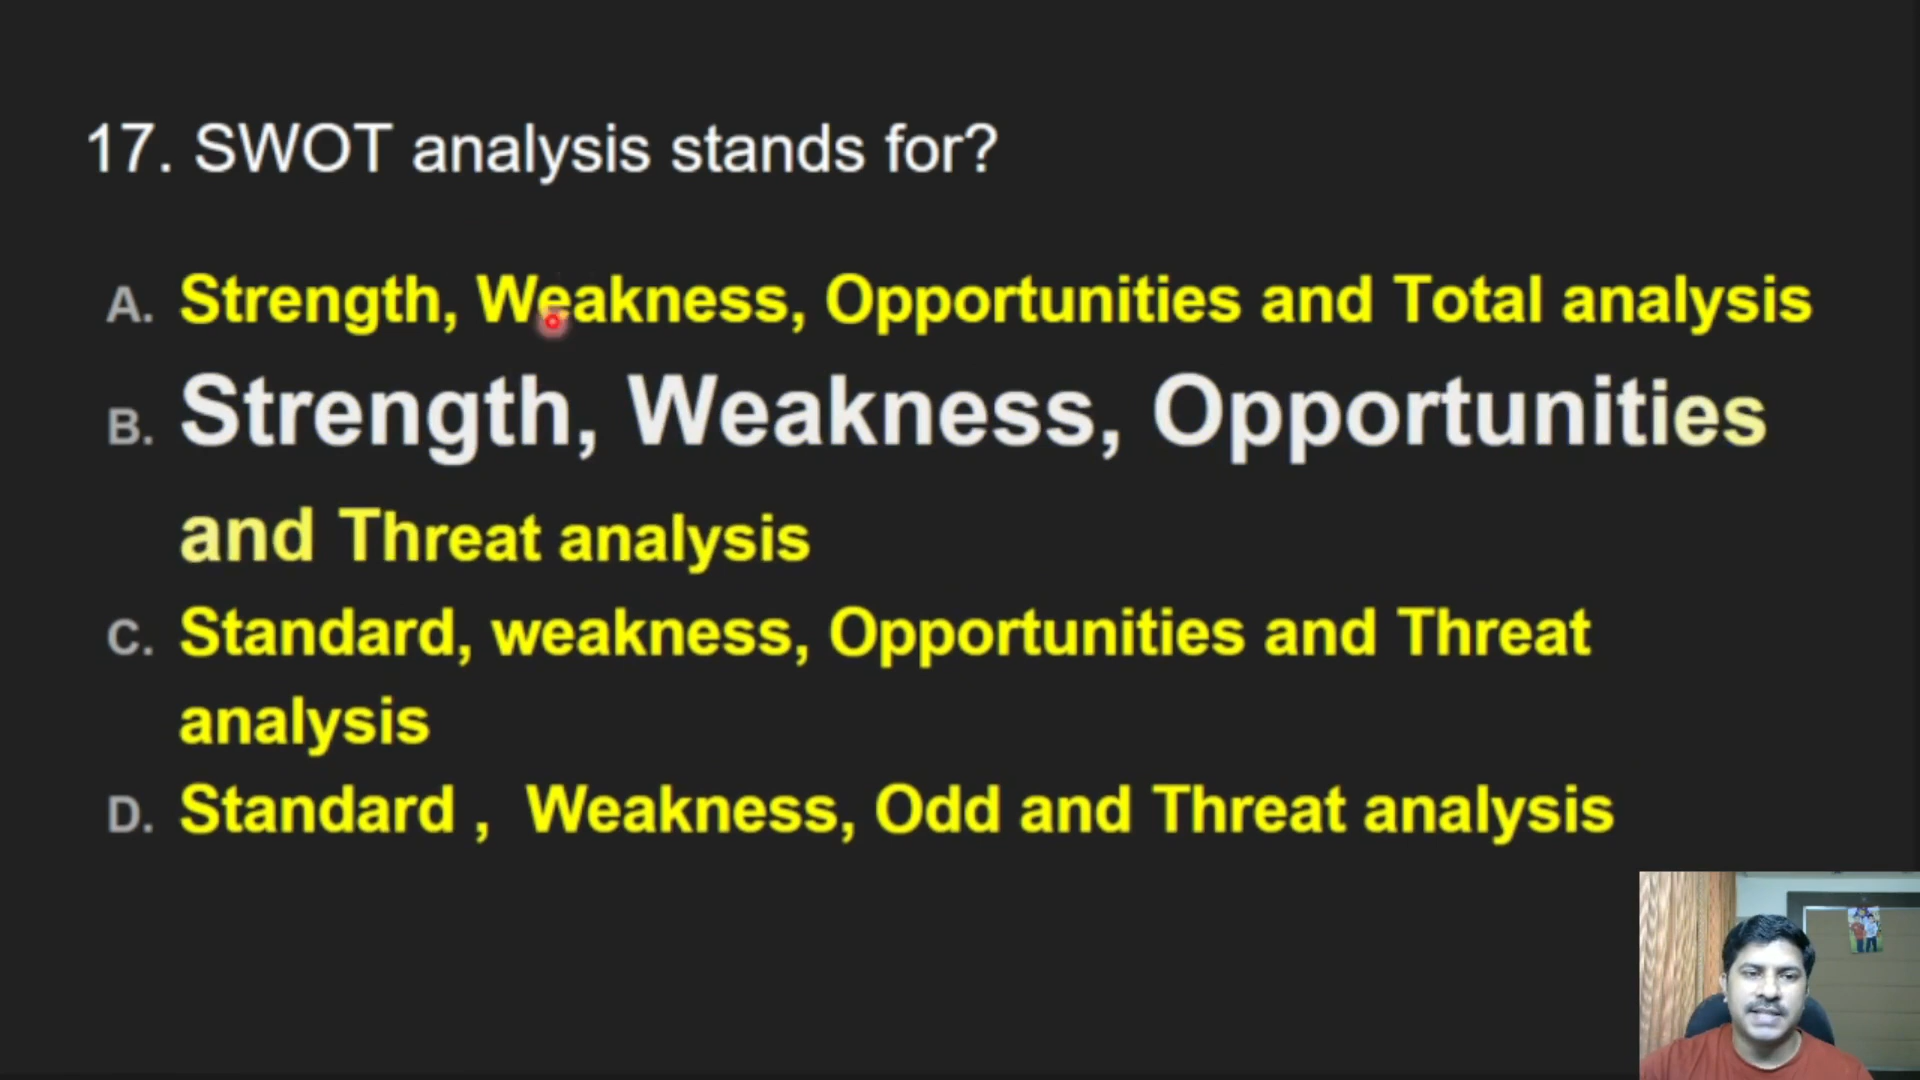 17. SWOT analysis stands for?
A. Strength, Weakness, Opportunities and Total analysis
B. Strength, Weakness, Opportunities
and Threat analysis
C. Standard, weakness, Opportunities and Threat
analysis
D. Standard ,  Weakness, Odd and Threat analysis